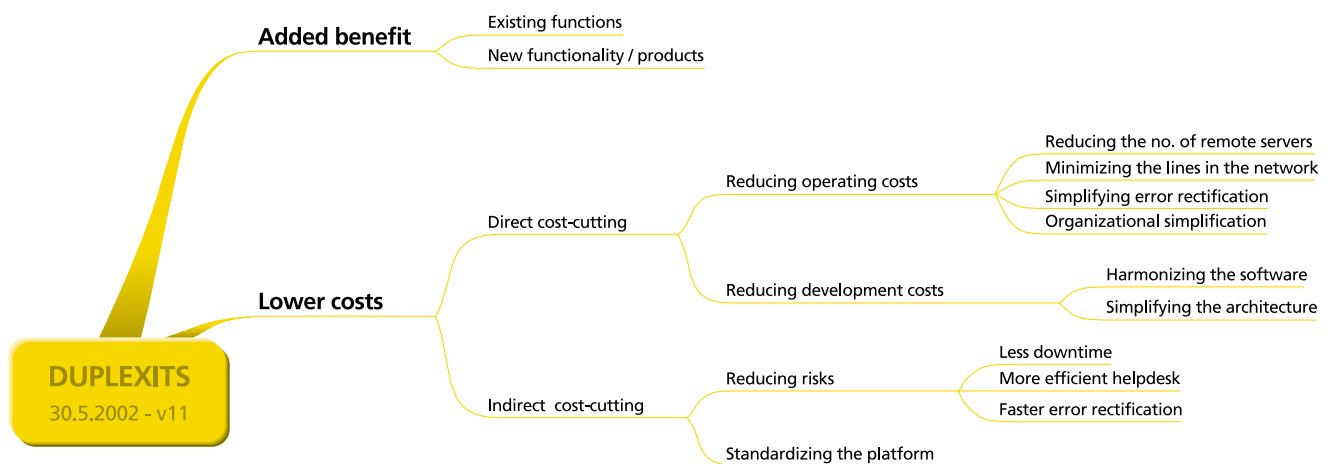 Added benefit
Existing functions
New functionality / products
Reducing the no. of remote servers
Minimizing the lines in the network
Reducing operating costs
Simplifying error rectification
Organizational simplification
Direct cost-cutting
Harmonizing the software
Reducing development costs
Simplifying the architecture
Lower costs
Less downtime
Reducing risks
More efficient helpdesk
Faster error rectification
Indirect cost-cutting
Standardizing the platform
DUPLEXITS
30.5.2002 - v11